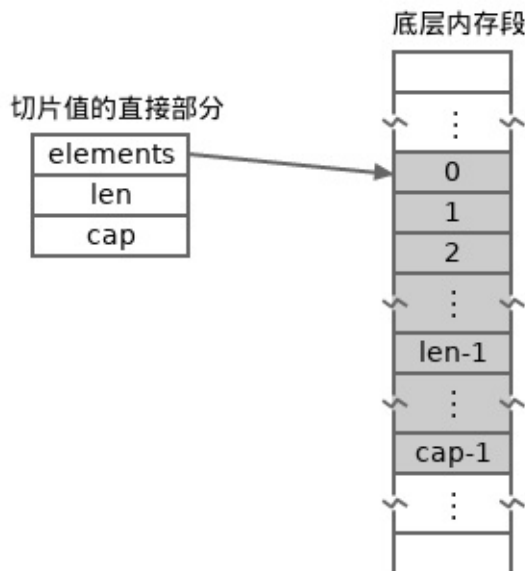 底层内存段
切片值的直接部分
elements
len
cap
⋮
0
1
2
⋮
len-1
⋮
cap-1
⋮